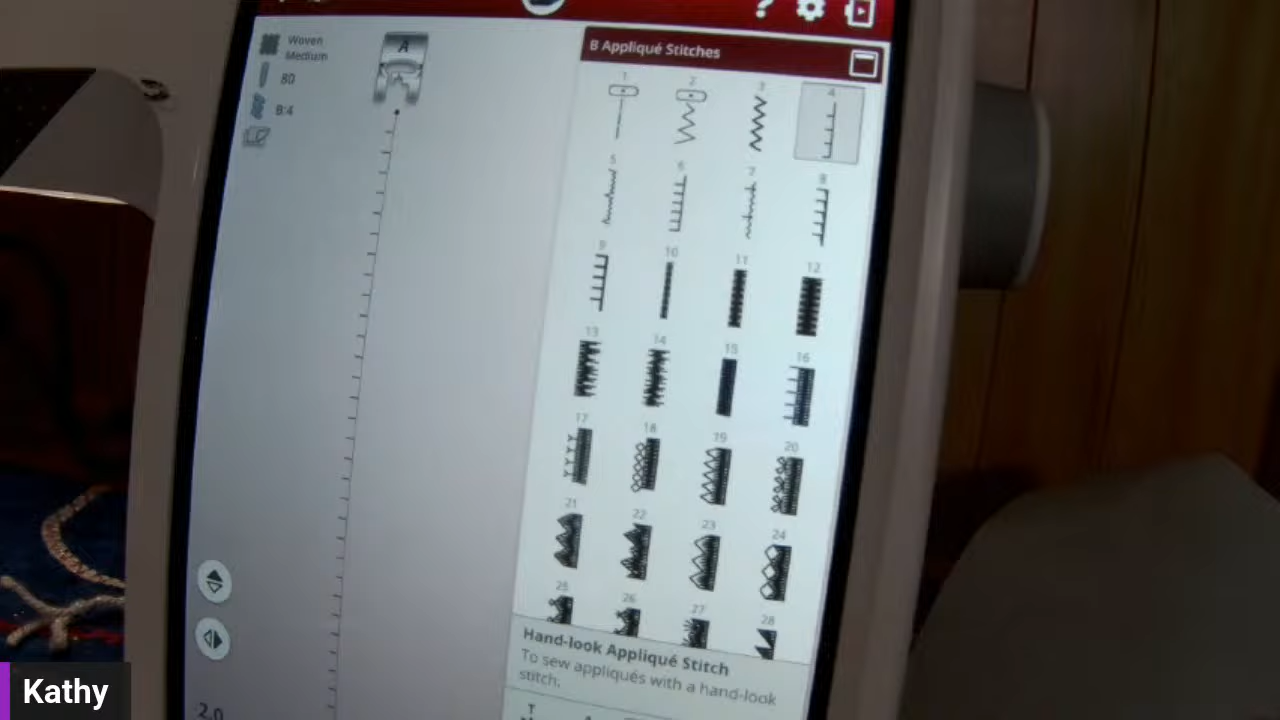 ?
Woven
Medium
80
B:4
A
B Appliqué Stitches
1 2 3 4
5 6 7 8
9 10 11 12
13 14 15 16
17 18 19 20
21 22 23 24
25 26 27 28
Hand-look Appliqué Stitch
To sew appliqués with a hand-look
stitch.
2.0
T
Kathy